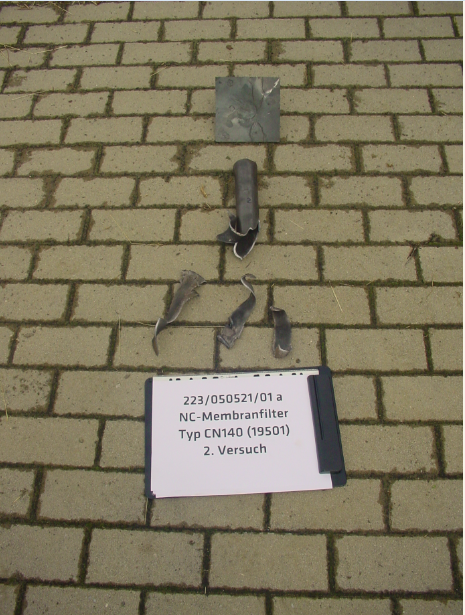 223/050521/01 a
NC-Membranfilter
Typ CN140 (19501)
2. Versuch